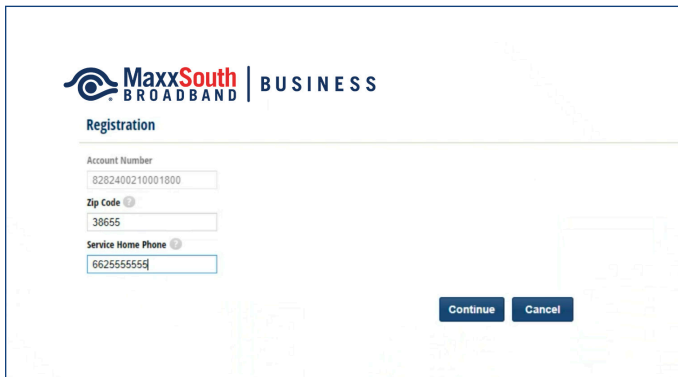 MaxxSouth
BROADBAND
BUSINESS
Registration
Account Number
8282400210001800
Zip Code ?
38655
Service Home Phone ?
6625555555
Continue Cancel